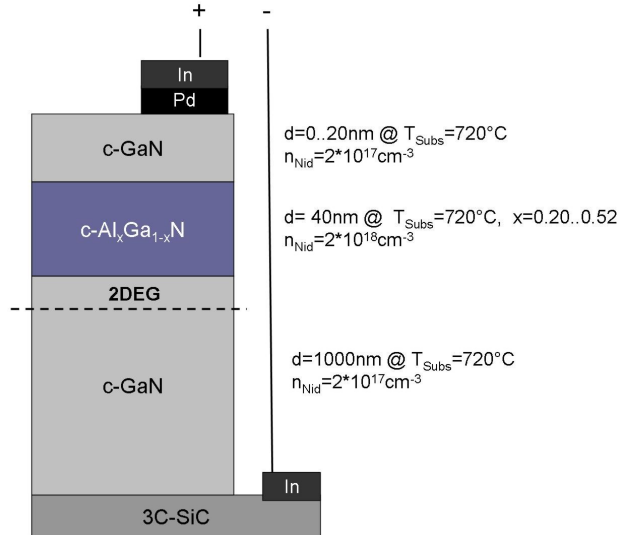 + -
In
Pd
c-GaN
d=0..20nm @ T_Subs=720°C
n_Nid=2*10^17cm^-3
c-Al_xGa_1-xN
d= 40nm @ T_Subs=720°C, x=0.20..0.52
n_Nid=2*10^18cm^-3
2DEG
c-GaN
d=1000nm @ T_Subs=720°C
n_Nid=2*10^17cm^-3
In
3C-SiC